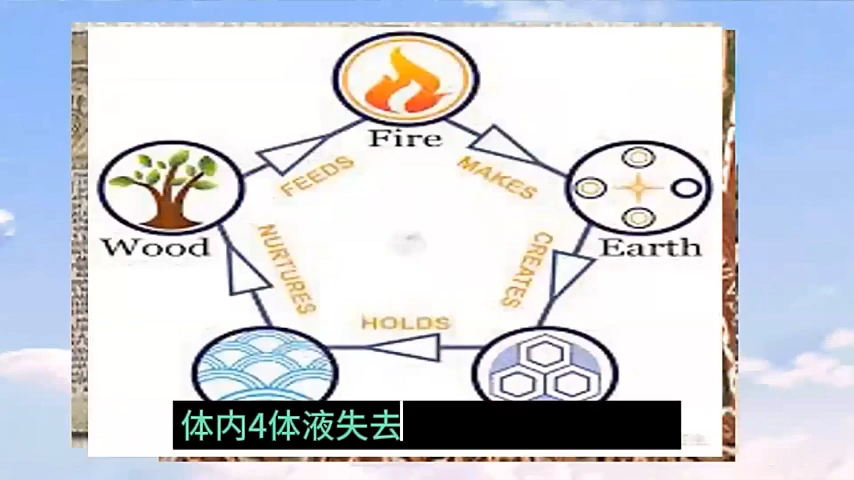 Fire
FEEDS
MAKES
Wood
Earth
NURTURES
CREATES
HOLDS
体内4体液失去